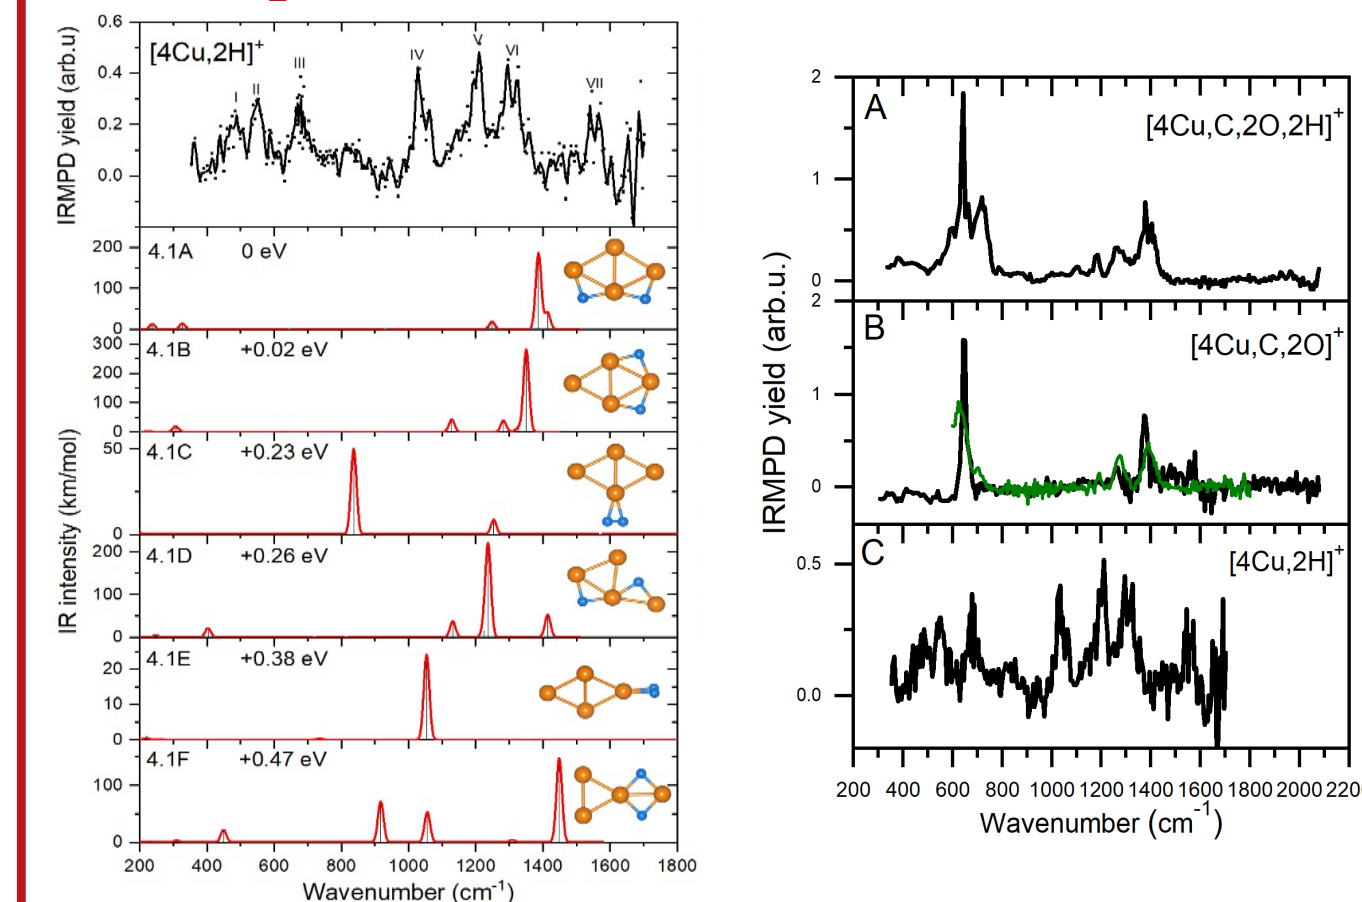 0.6
[4Cu,2H]+
I
II
III
IV
V
VI
VII
0.4
0.2
0.0
IRMPD yield (arb.u)
200
100
0
4.1A
0 eV
300
200
100
0
4.1B
+0.02 eV
50
0
4.1C
+0.23 eV
200
100
0
4.1D
+0.26 eV
20
10
0
4.1E
+0.38 eV
100
0
4.1F
+0.47 eV
IR intensity (km/mol)
200 400 600 800 1000 1200 1400 1600 1800
Wavenumber (cm-1)
2
A
[4Cu,C,2O,2H]+
1
0
2
B
[4Cu,C,2O]+
1
0
C
[4Cu,2H]+
0.5
0.0
IRMPD yield (arb.u.)
200 400 600 800 1000 1200 1400 1600 1800 2000 220
Wavenumber (cm-1)